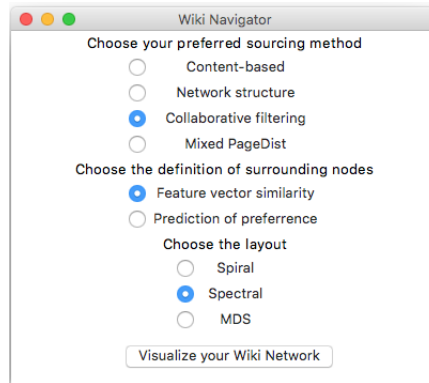 Wiki Navigator
Choose your preferred sourcing method
Content-based
Network structure
Collaborative filtering
Mixed PageDist
Choose the definition of surrounding nodes
Feature vector similarity
Prediction of preferrence
Choose the layout
Spiral
Spectral
MDS
Visualize your Wiki Network